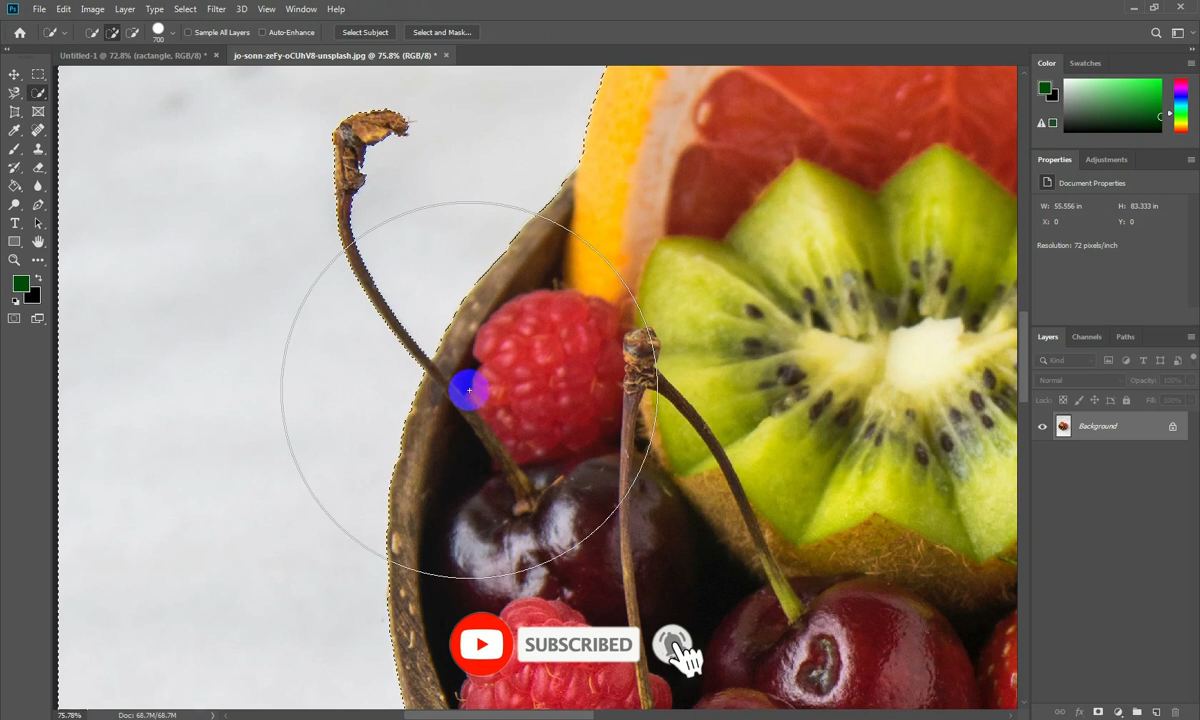 Ps File Edit Image Layer Type Select Filter 3D View Window Help
700 Sample All Layers Auto-Enhance Select Subject Select and Mask...
Untitled-1 @ 72.8% (ractangle, RGB/8) * × jo-sonn-zeFy-oCUhV8-unsplash.jpg @ 75.8% (RGB/8) * ×
Color Swatches
Properties Adjustments
Document Properties
W: 55.556 in H: 83.333 in
X: 0 Y: 0
Resolution: 72 pixels/inch
Layers Channels Paths
Kind
Normal Opacity: 100%
Lock: Fill: 100%
Background
SUBSCRIBED
75.78% Doc: 68.7M/68.7M